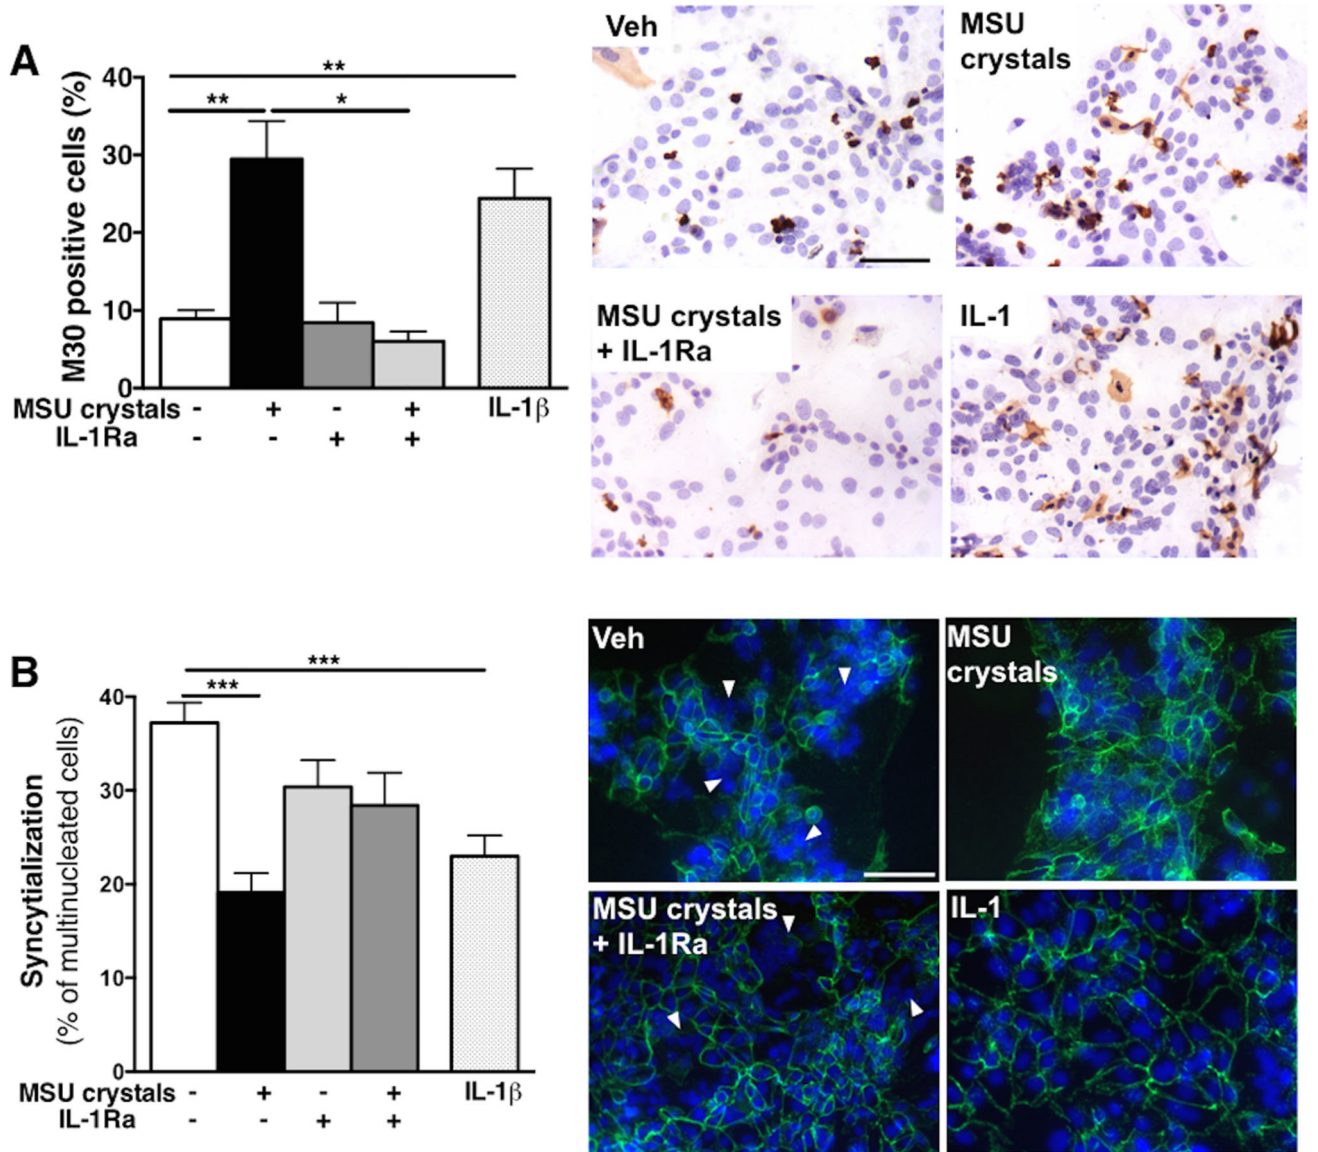 A
M30 positive cells (%)
40
30
20
10
0
**
** *
MSU crystals - + - + IL-1β
IL-1Ra - - + +
Veh
MSU
crystals
MSU crystals
+ IL-1Ra
IL-1
B
Syncytialization
(% of multinucleated cells)
40
30
20
10
0
***
***
MSU crystals - + - + IL-1β
IL-1Ra - - + +
Veh
MSU
crystals
MSU crystals
+ IL-1Ra
IL-1